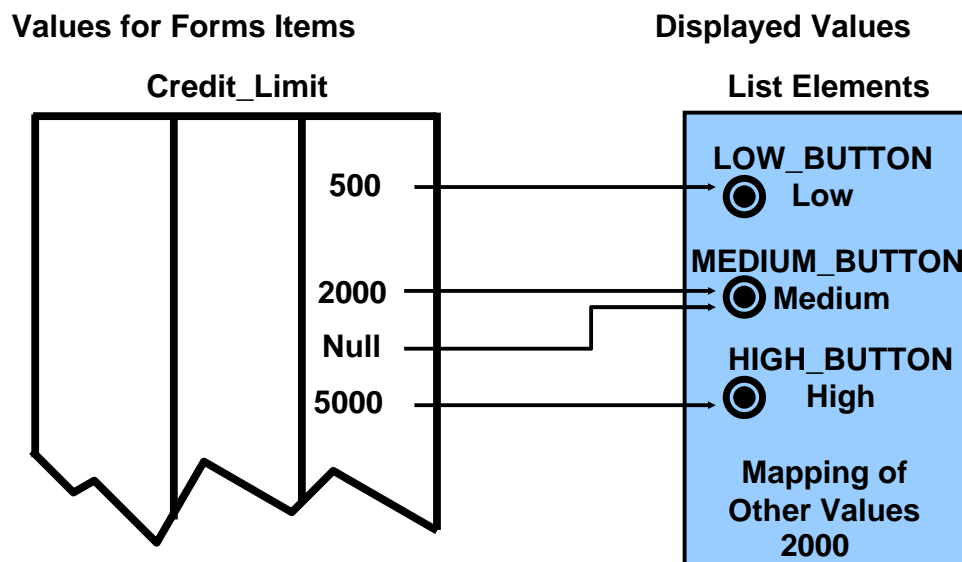 Values for Forms Items
Displayed Values
Credit_Limit
List Elements
500
LOW_BUTTON
Low
2000
MEDIUM_BUTTON
Medium
Null
5000
HIGH_BUTTON
High
Mapping of
Other Values
2000